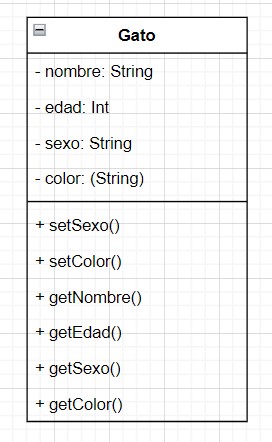 Gato
- nombre: String
- edad: Int
- sexo: String
- color: (String)
+ setSexo()
+ setColor()
+ getNombre()
+ getEdad()
+ getSexo()
+ getColor()